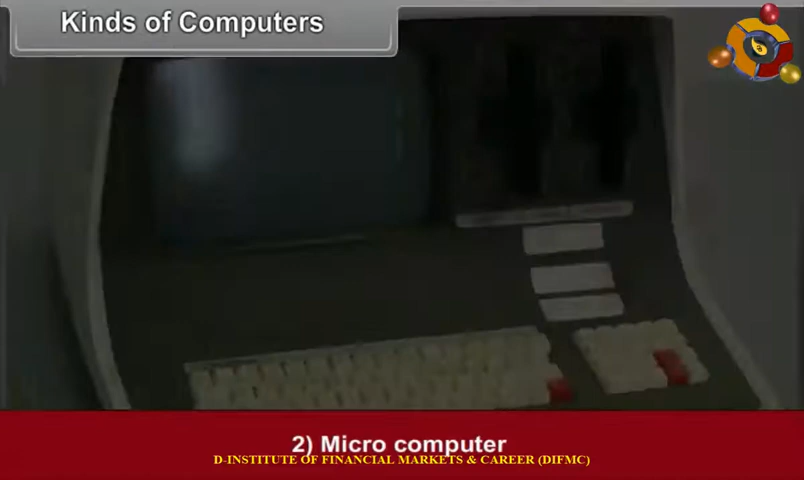 Kinds of Computers
2) Micro computer
D-INSTITUTE OF FINANCIAL MARKETS & CAREER (DIFMC)